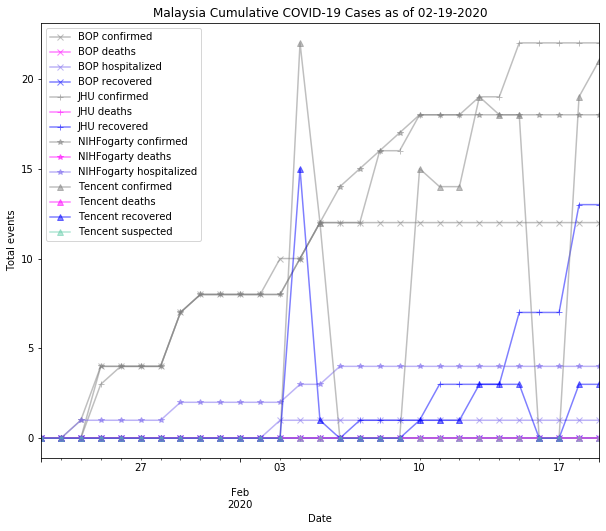 Malaysia Cumulative COVID-19 Cases as of 02-19-2020
BOP confirmed
BOP deaths
BOP hospitalized
BOP recovered
JHU confirmed
JHU deaths
JHU recovered
NIHFogarty confirmed
NIHFogarty deaths
NIHFogarty hospitalized
Tencent confirmed
Tencent deaths
Tencent recovered
Tencent suspected
Total events
20
15
10
5
0
27
03
10
17
Feb
2020
Date